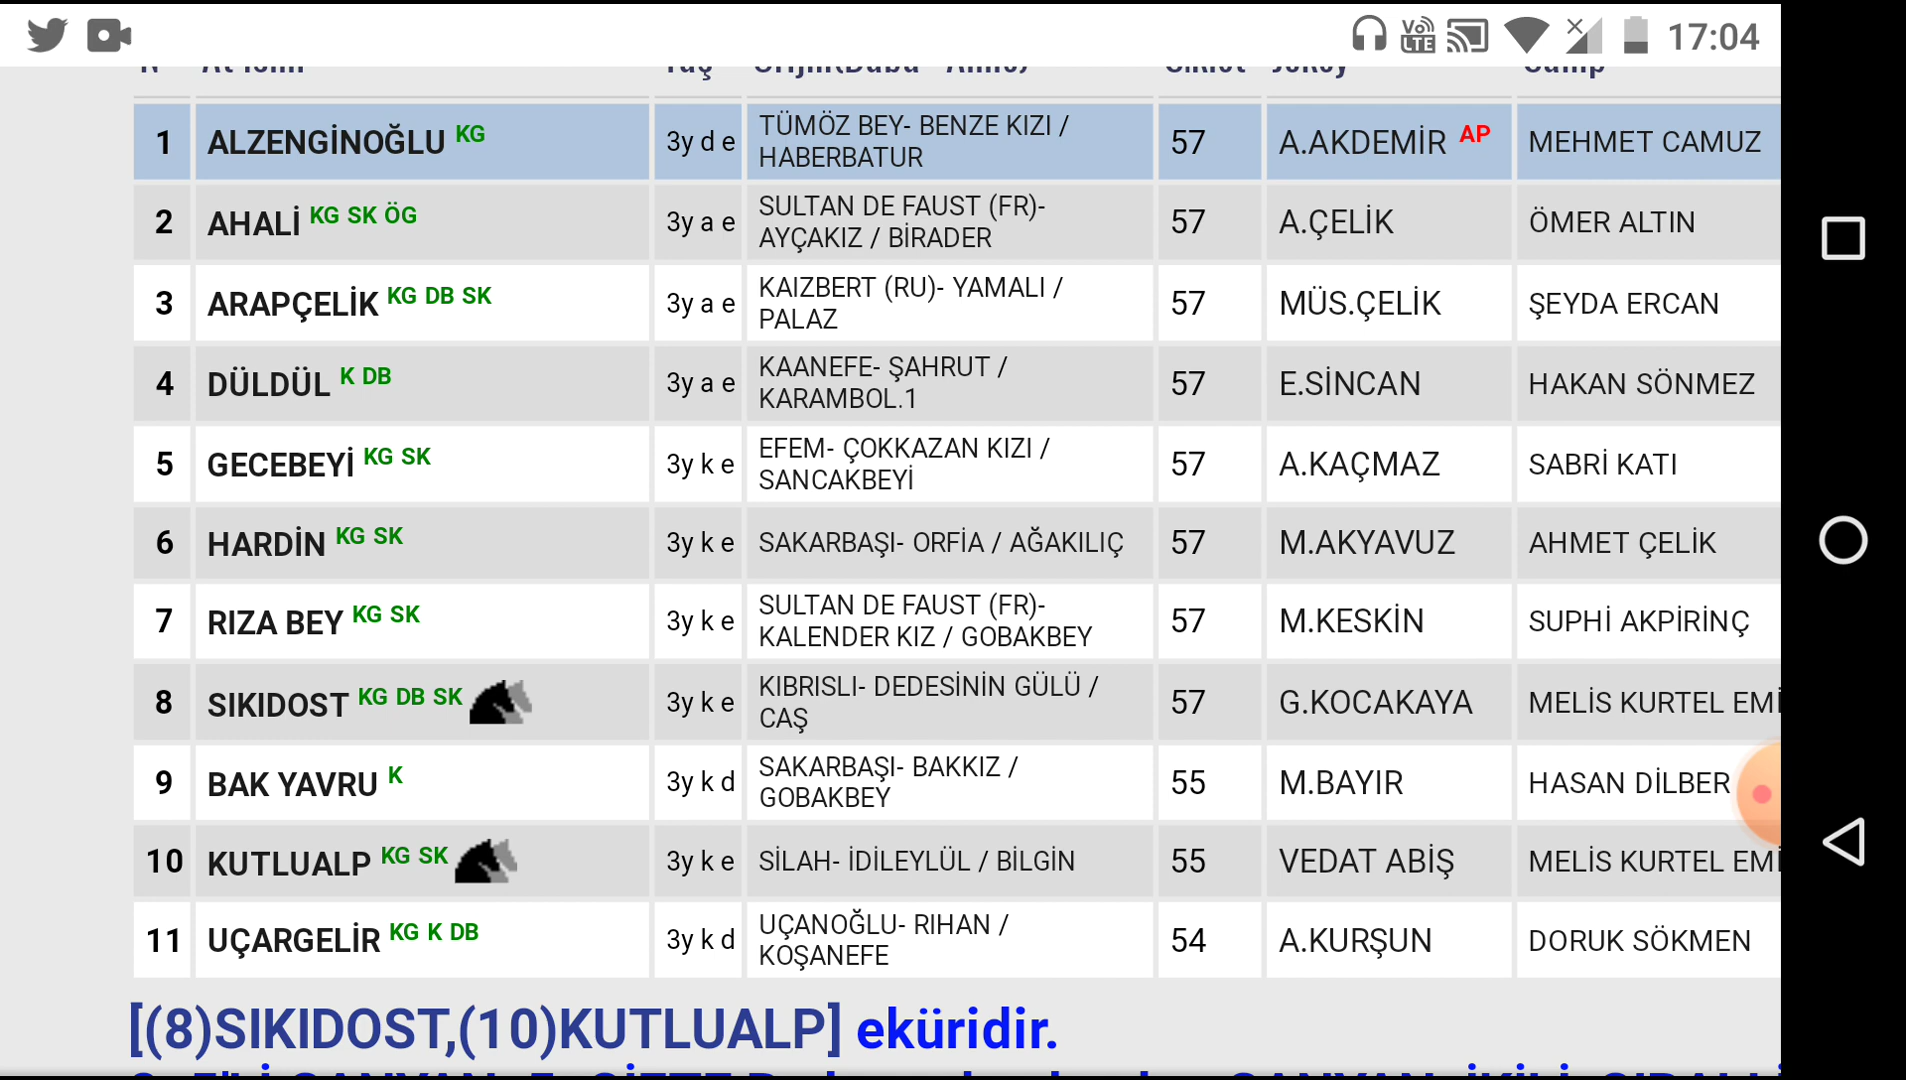 17:04
1 ALZENGİNOĞLU KG 3y d e TÜMÖZ BEY- BENZE KIZI / HABERBATUR 57 A.AKDEMİR AP MEHMET CAMUZ
2 AHALİ KG SK ÖG 3y a e SULTAN DE FAUST (FR)- AYÇAKIZ / BİRADER 57 A.ÇELİK ÖMER ALTIN
3 ARAPÇELİK KG DB SK 3y a e KAIZBERT (RU)- YAMALI / PALAZ 57 MÜS.ÇELİK ŞEYDA ERCAN
4 DÜLDÜL K DB 3y a e KAANEFE- ŞAHRUT / KARAMBOL.1 57 E.SİNCAN HAKAN SÖNMEZ
5 GECEBEYİ KG SK 3y k e EFEM- ÇOKKAZAN KIZI / SANCAKBEYİ 57 A.KAÇMAZ SABRİ KATI
6 HARDİN KG SK 3y k e SAKARBAŞI- ORFİA / AĞAKILIÇ 57 M.AKYAVUZ AHMET ÇELİK
7 RIZA BEY KG SK 3y k e SULTAN DE FAUST (FR)- KALENDER KIZ / GOBAKBEY 57 M.KESKİN SUPHİ AKPİRİNÇ
8 SIKIDOST KG DB SK 3y k e KIBRISLI- DEDESİNİN GÜLÜ / CAŞ 57 G.KOCAKAYA MELİS KURTEL EMİ
9 BAK YAVRU K 3y k d SAKARBAŞI- BAKKIZ / GOBAKBEY 55 M.BAYIR HASAN DİLBER
10 KUTLUALP KG SK 3y k e SİLAH- İDİLEYLÜL / BİLGİN 55 VEDAT ABİŞ MELİS KURTEL EMİ
11 UÇARGELİR KG K DB 3y k d UÇANOĞLU- RIHAN / KOŞANEFE 54 A.KURŞUN DORUK SÖKMEN
[(8)SIKIDOST,(10)KUTLUALP] eküridir.